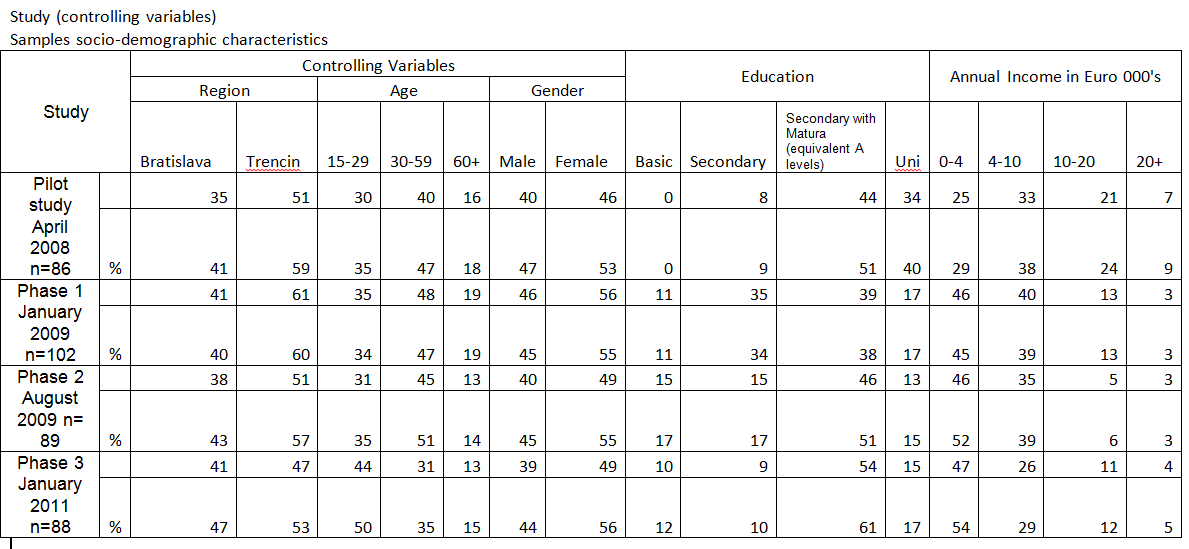 Study (controlling variables)
Samples socio-demographic characteristics
Study Controlling Variables Education Annual Income in Euro 000's
Region Age Gender
Bratislava Trencin 15-29 30-59 60+ Male Female Basic Secondary Secondary with Matura (equivalent A levels) Uni 0-4 4-10 10-20 20+
Pilot study April 2008 n=86 35 51 30 40 16 40 46 0 8 44 34 25 33 21 7
% 41 59 35 47 18 47 53 0 9 51 40 29 38 24 9
Phase 1 January 2009 n=102 41 61 35 48 19 46 56 11 35 39 17 46 40 13 3
% 40 60 34 47 19 45 55 11 34 38 17 45 39 13 3
Phase 2 August 2009 n= 89 38 51 31 45 13 40 49 15 15 46 13 46 35 5 3
% 43 57 35 51 14 45 55 17 17 51 15 52 39 6 3
Phase 3 January 2011 n=88 41 47 44 31 13 39 49 10 9 54 15 47 26 11 4
% 47 53 50 35 15 44 56 12 10 61 17 54 29 12 5